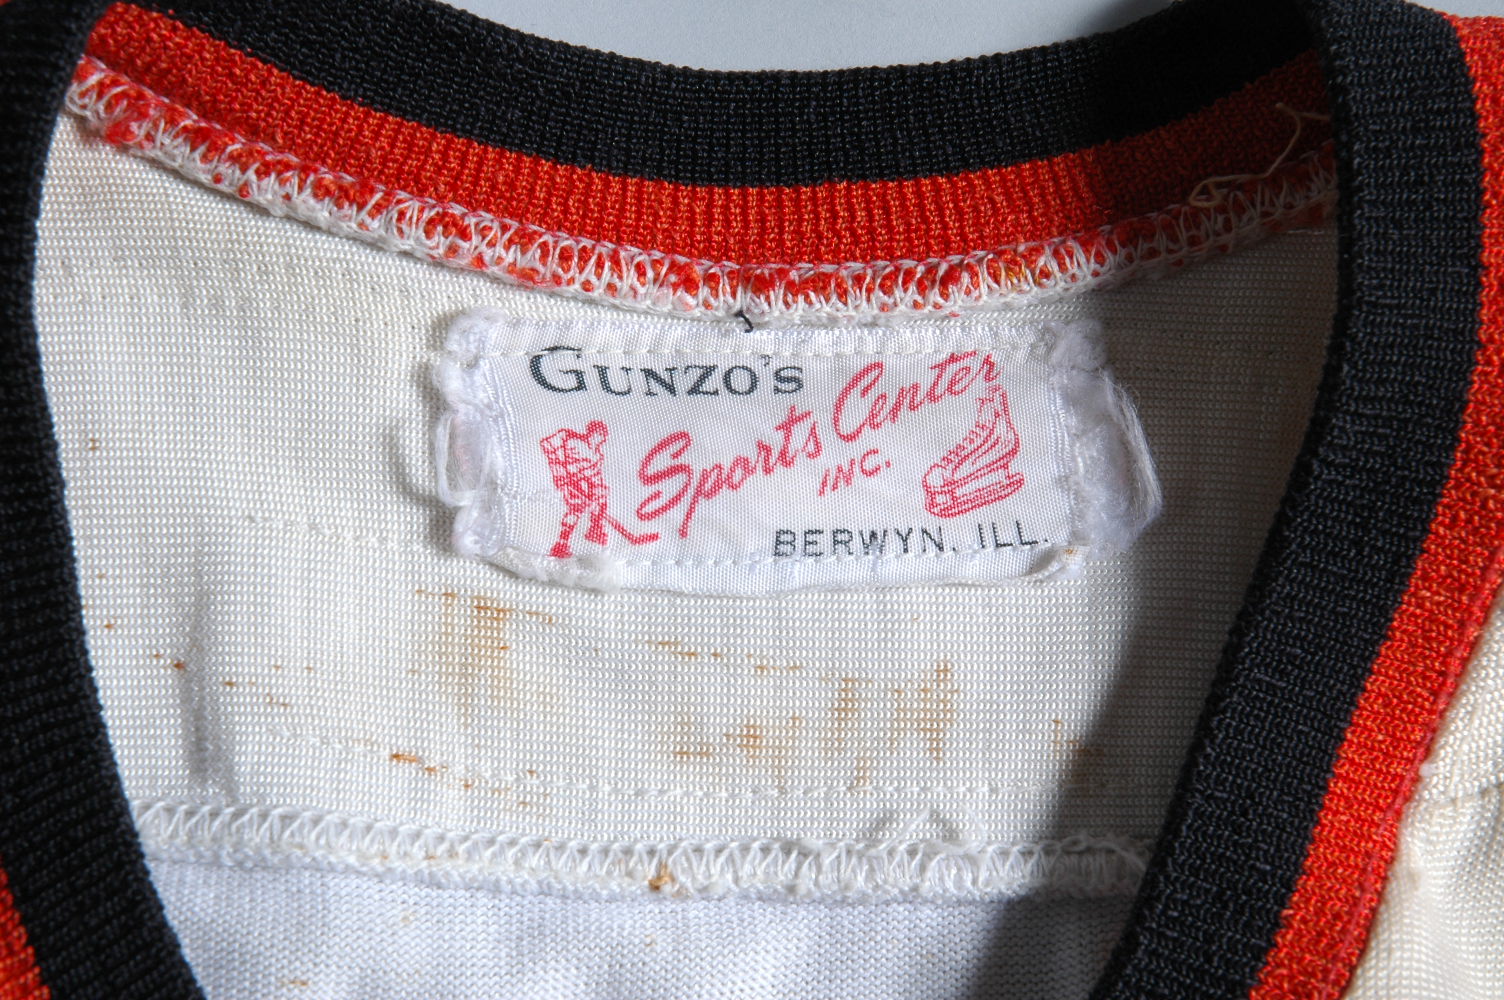 GUNZO'S
Sports Center
INC.
BERWYN, ILL.